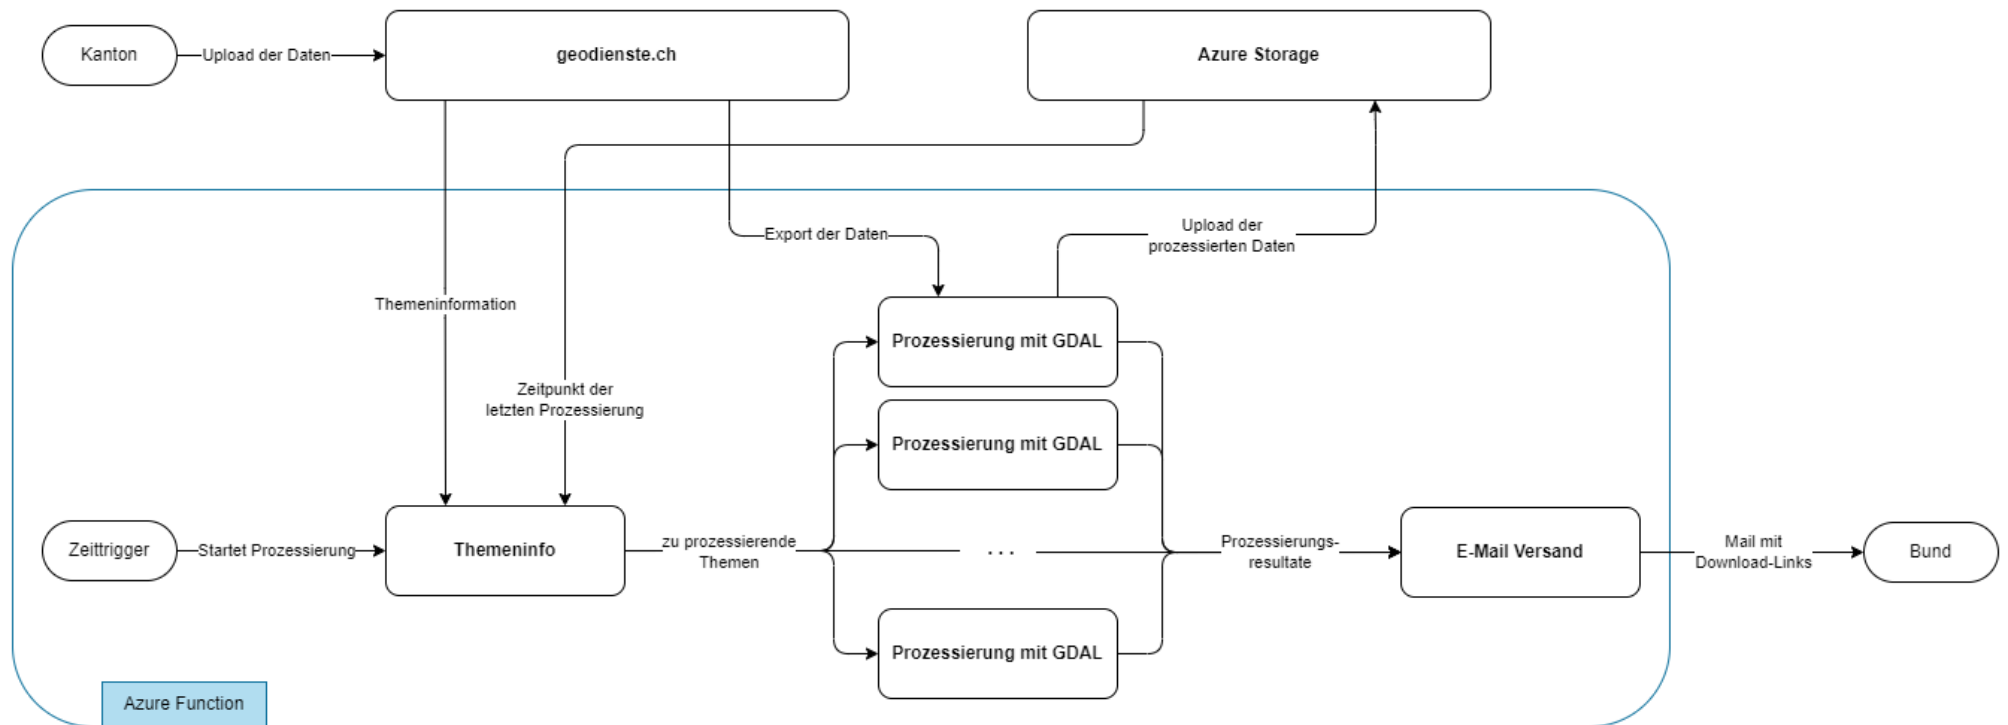 Kanton
Upload der Daten
geodienste.ch
Azure Storage
Export der Daten
Upload der
prozessierten Daten
Themeninformation
Prozessierung mit GDAL
Zeitpunkt der
letzten Prozessierung
Prozessierung mit GDAL
Zeittrigger
Startet Prozessierung
Themeninfo
zu prozessierende
Themen
...
Prozessierungs-
resultate
E-Mail Versand
Mail mit
Download-Links
Bund
Prozessierung mit GDAL
Azure Function